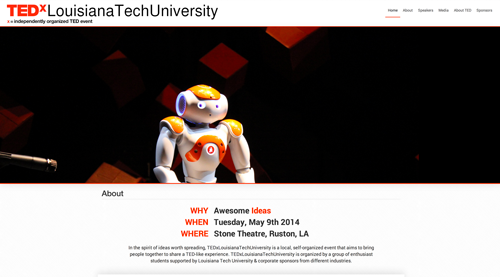 TEDxLouisianaTechUniversity
x = independently organized TED event
Home About Speakers Media About TED Sponsors
About
WHY Awesome Ideas
WHEN Tuesday, May 9th 2014
WHERE Stone Theatre, Ruston, LA
In the spirit of ideas worth spreading, TEDxLouisianaTechUniversity is a local, self-organized event that aims to bring
people together to share a TED-like experience. TEDxLouisianaTechUniversity is organized by a group of enthusiast
students supported by Louisiana Tech University & corporate sponsors from different industries.